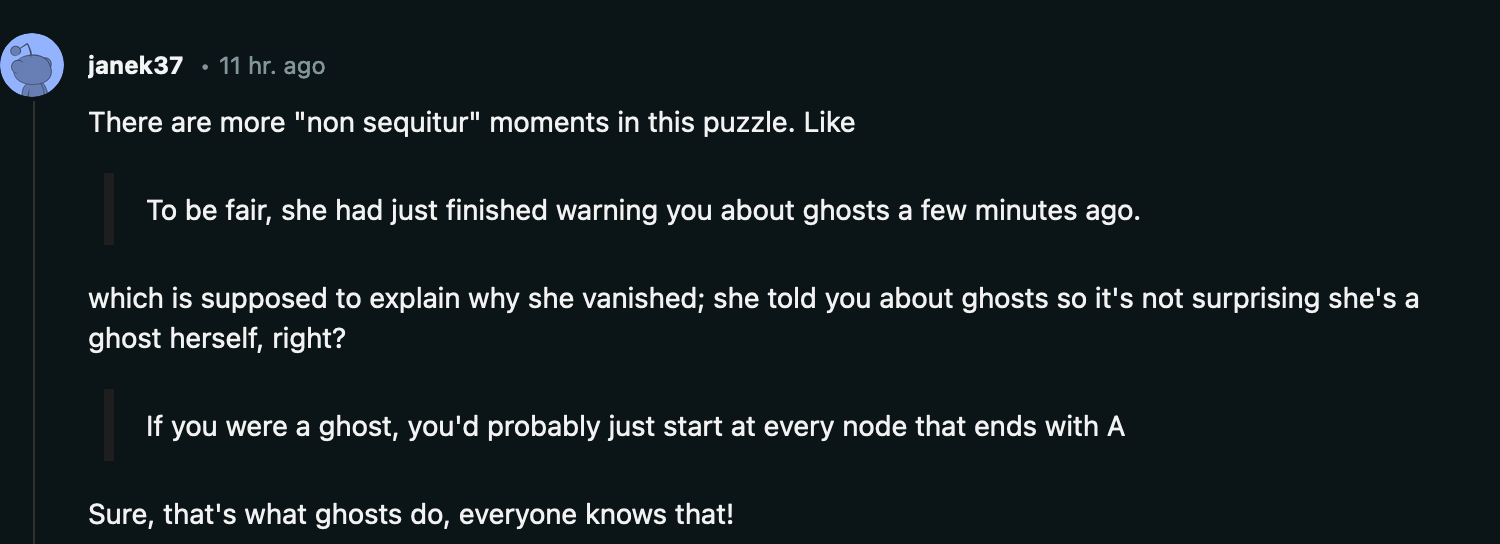 janek37 • 11 hr. ago
There are more "non sequitur" moments in this puzzle. Like
To be fair, she had just finished warning you about ghosts a few minutes ago.
which is supposed to explain why she vanished; she told you about ghosts so it's not surprising she's a
ghost herself, right?
If you were a ghost, you'd probably just start at every node that ends with A
Sure, that's what ghosts do, everyone knows that!